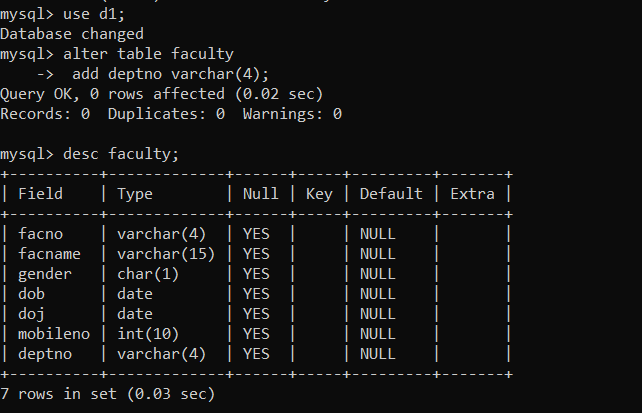 mysql> use d1;
Database changed
mysql> alter table faculty
    ->  add deptno varchar(4);
Query OK, 0 rows affected (0.02 sec)
Records: 0  Duplicates: 0  Warnings: 0

mysql> desc faculty;
+----------+-------------+------+-----+---------+-------+
| Field    | Type        | Null | Key | Default | Extra |
+----------+-------------+------+-----+---------+-------+
| facno    | varchar(4)  | YES  |     | NULL    |       |
| facname  | varchar(15) | YES  |     | NULL    |       |
| gender   | char(1)     | YES  |     | NULL    |       |
| dob      | date        | YES  |     | NULL    |       |
| doj      | date        | YES  |     | NULL    |       |
| mobileno | int(10)     | YES  |     | NULL    |       |
| deptno   | varchar(4)  | YES  |     | NULL    |       |
+----------+-------------+------+-----+---------+-------+
7 rows in set (0.03 sec)